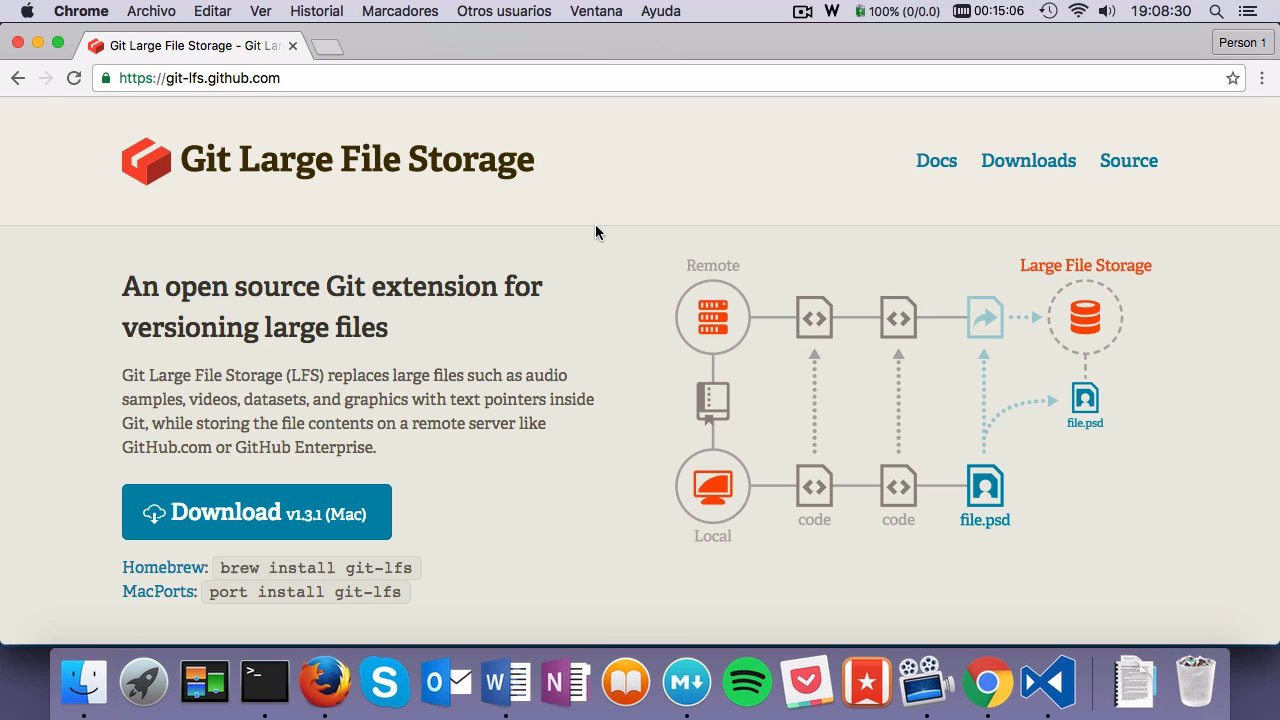 Chrome Archivo Editar Ver Historial Marcadores Otros usuarios Ventana Ayuda W 100% (0/0.0) 00:15:06 19:08:30
Git Large File Storage - Git La
Person 1
https://git-lfs.github.com
Git Large File Storage
Docs Downloads Source
An open source Git extension for
versioning large files
Git Large File Storage (LFS) replaces large files such as audio
samples, videos, datasets, and graphics with text pointers inside
Git, while storing the file contents on a remote server like
GitHub.com or GitHub Enterprise.
Download v1.3.1 (Mac)
Homebrew: brew install git-lfs
MacPorts: port install git-lfs
Remote
Large File Storage
file.psd
code
code
file.psd
Local